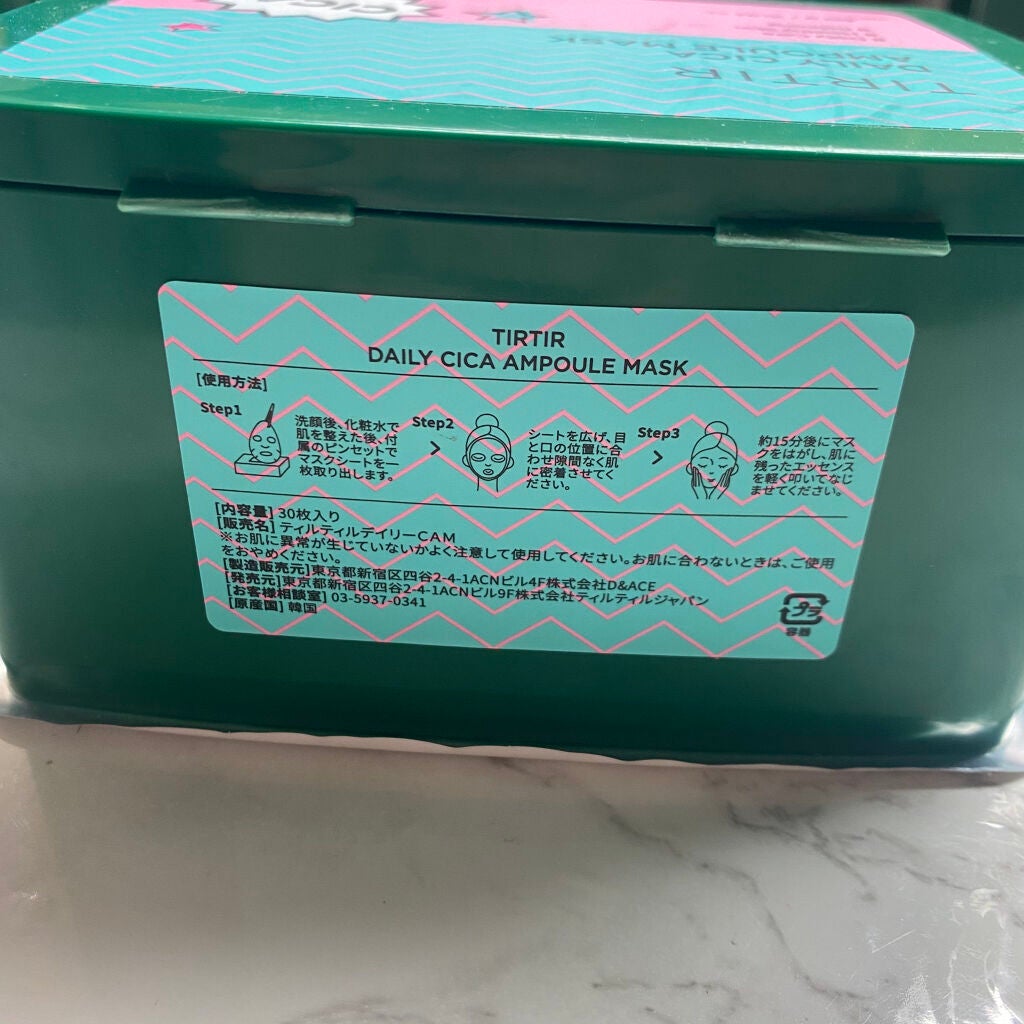 CICA
TIRTIR
DAILY CICA
AMPOULE MASK
TIRTIR
DAILY CICA AMPOULE MASK
[使用方法]
Step1
洗顔後、化粧水で
肌を整えた後、付
属のピンセットで
マスクシートを一
枚取り出します。
Step2
シートを広げ、目
と口の位置に合
わせ隙間なく肌
に密着させてく
ださい。
Step3
約15分後にマス
クをはがし、肌に
残ったエッセンス
を軽く叩いてなじ
ませてください。
[内容量] 30枚入り
[販売名] ティルティルデイリーCAM
※お肌に異常が生じていないかよく注意して使用してください。お肌に合わないときは、ご使用
をおやめください。
[製造販売元]東京都新宿区四谷2-4-1ACNビル4F株式会社D&ACE
[発売元]東京都新宿区四谷2-4-1ACNビル9F株式会社ティルティルジャパン
[お客様相談室] 03-5937-0341
[原産国] 韓国
プラ
容器